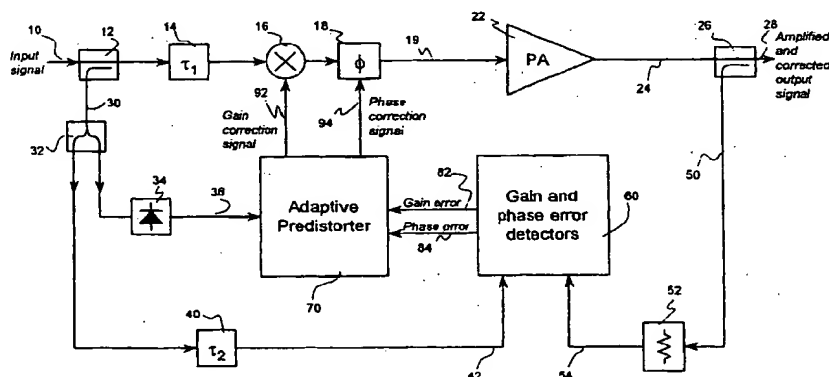 10
Input
signal
12
14
τ1
16
18
ϕ
19
22
PA
24
26
28
Amplified
and
corrected
output
signal
30
32
92
Gain
correction
signal
94
Phase
correction
signal
50
34
36
Adaptive
Predistorter
70
82
Gain error
Phase error
84
Gain and
phase error
detectors
60
40
τ2
42
52
54